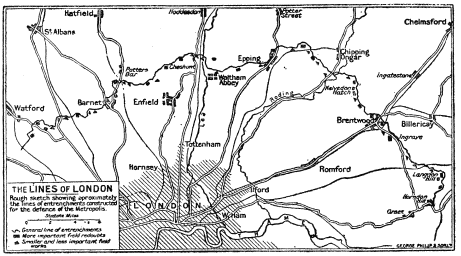 Hatfield
Hoddesdon
Potter
Street
Chelmsford
St Albans
Epping
Chipping
Ongar
Potters
Bar
Cheshunt
Waltham
Abbey
Ingatestone
Roding
Kelvedon
Hatch
Watford
Barnet
Enfield
Brentwood
Billericay
Ingrave
Tottenham
Hornsey
Romford
Langdon
Hills
Ilford
THE LINES OF LONDON
Rough sketch showing aproximately
the lines of entrenchments constructed
for the defence of the Metropolis.
Statute Miles
General line of entrenchments
More important field redoubts
Smaller and less important field
works
LONDON
W. Ham
Horndon
Orset
GEORGE PHILIP & SON LTD